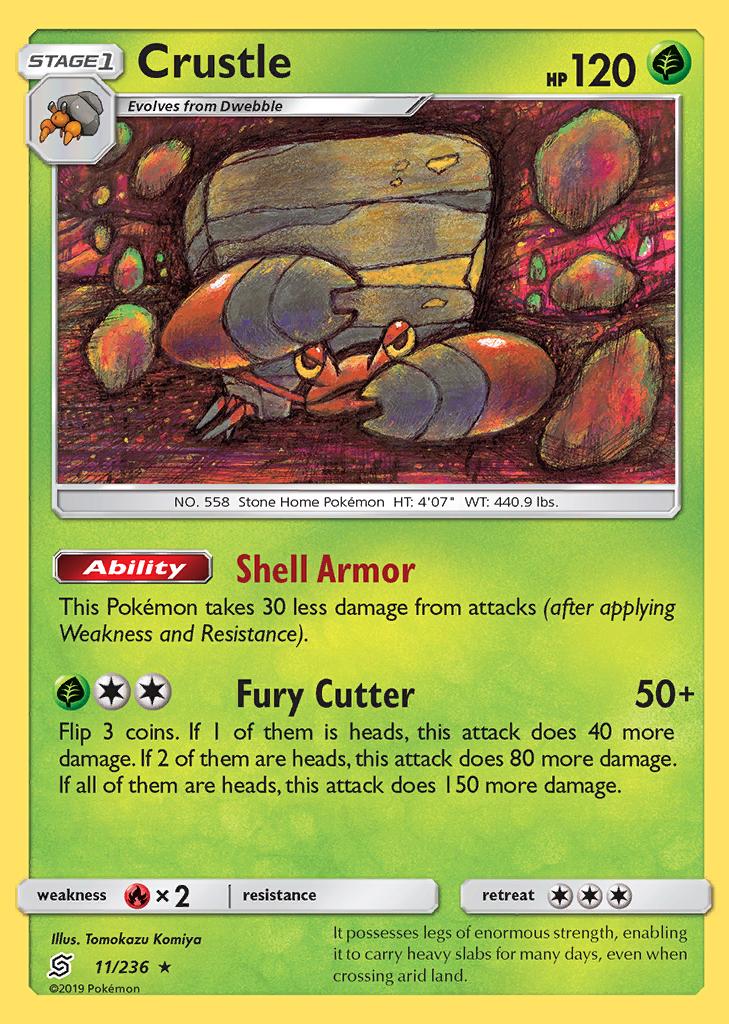 STAGE1
Crustle
HP 120
Evolves from Dwebble
NO. 558 Stone Home Pokémon HT: 4'07" WT: 440.9 lbs.
Ability Shell Armor
This Pokémon takes 30 less damage from attacks (after applying
Weakness and Resistance).
Fury Cutter 50+
Flip 3 coins. If 1 of them is heads, this attack does 40 more
damage. If 2 of them are heads, this attack does 80 more damage.
If all of them are heads, this attack does 150 more damage.
weakness × 2 resistance retreat
Illus. Tomokazu Komiya
11/236 ★
©2019 Pokémon
It possesses legs of enormous strength, enabling
it to carry heavy slabs for many days, even when
crossing arid land.